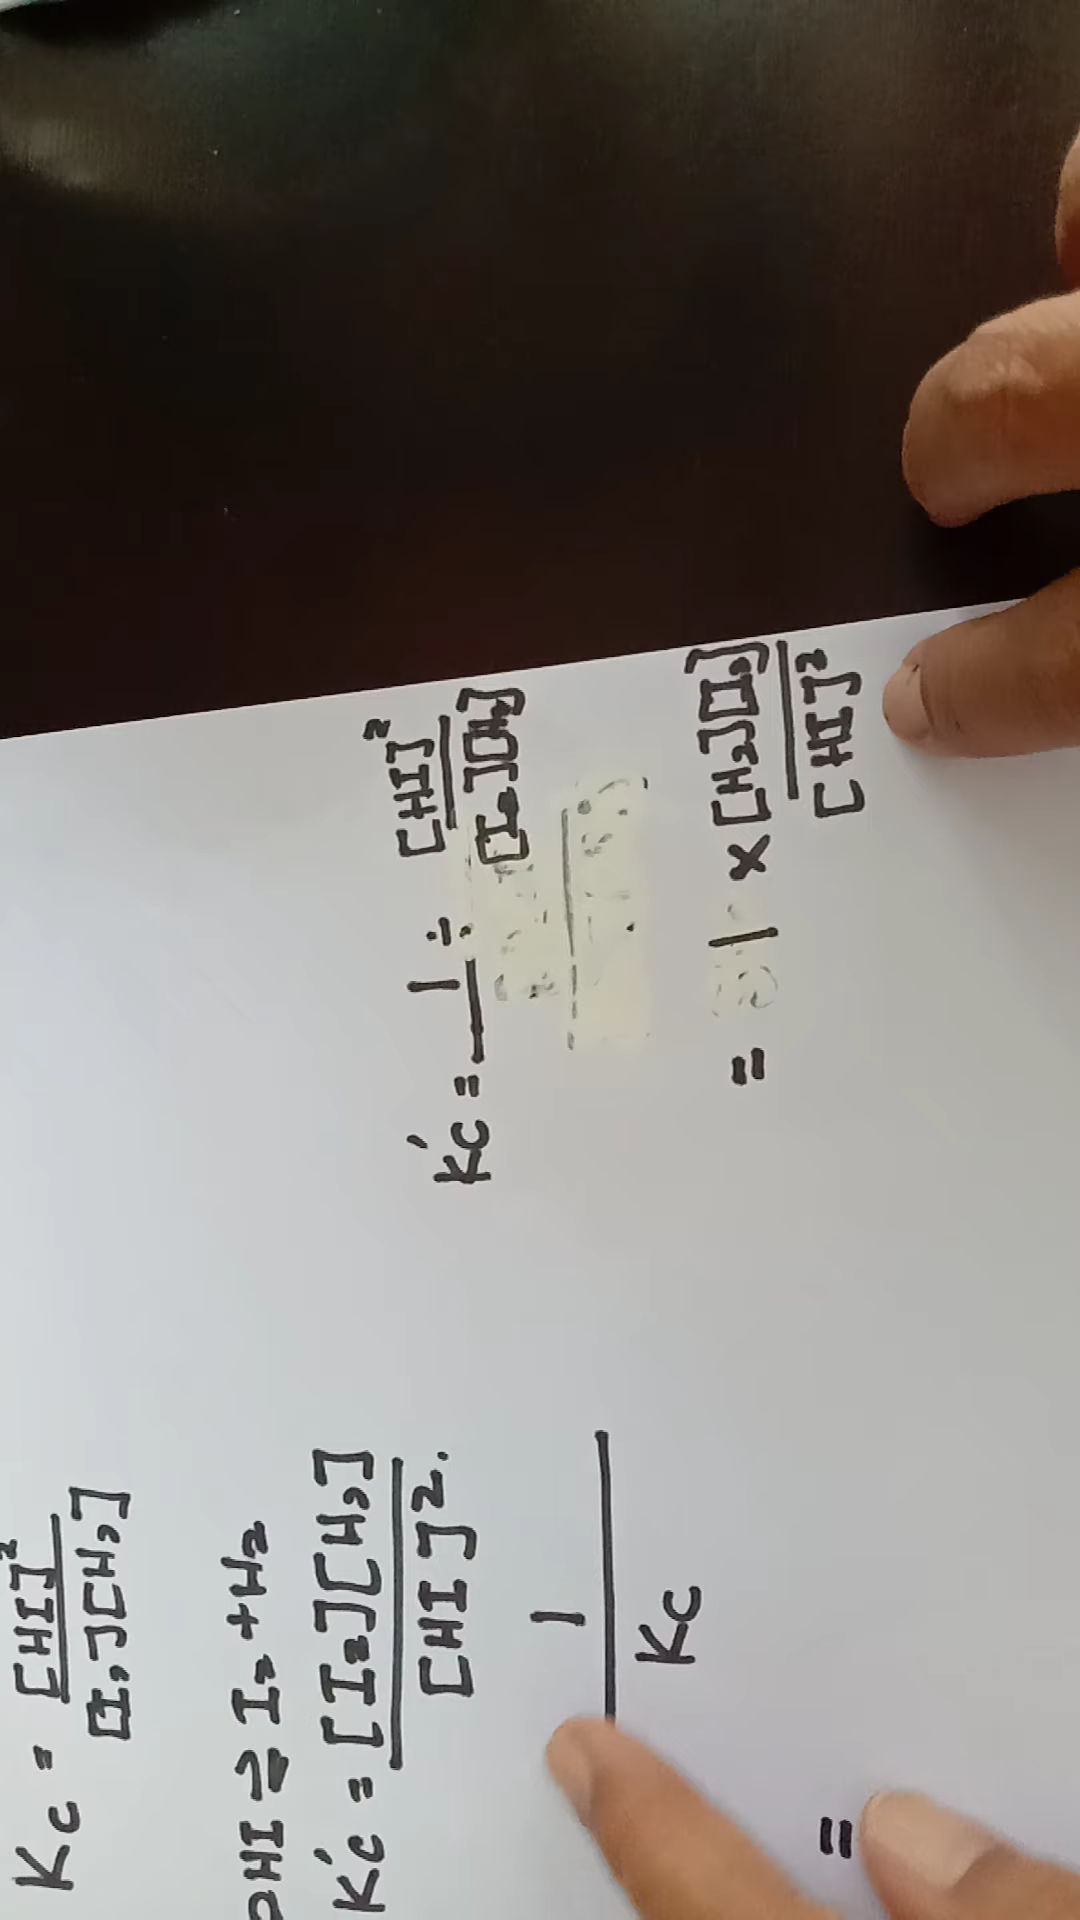 Kc = [HI]²
[I₂][H₂]
2HI ⇌ I₂ + H₂
K'c = [I₂][H₂]
[HI]².
1
Kc
=
K'c = 1 ÷ [HI]²
[I₂][H₂]
= 1 × [H₂][I₂]
[HI]²